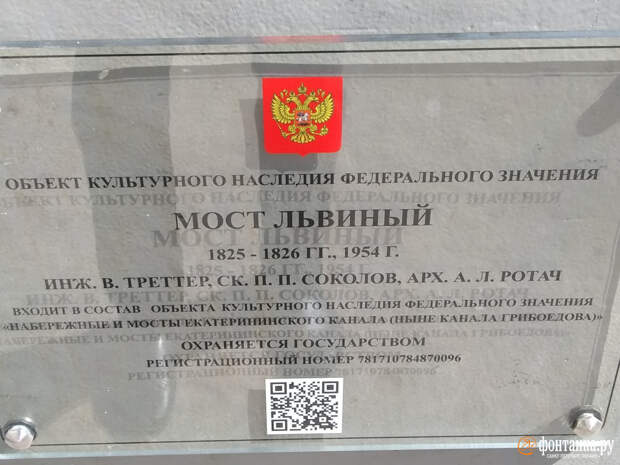 ОБЪЕКТ КУЛЬТУРНОГО НАСЛЕДИЯ ФЕДЕРАЛЬНОГО ЗНАЧЕНИЯ
МОСТ ЛЬВИНЫЙ
1825 - 1826 ГГ., 1954 Г.
ИНЖ. В. ТРЕТТЕР, СК. П. П. СОКОЛОВ, АРХ. А. Л. РОТАЧ
ВХОДИТ В СОСТАВ ОБЪЕКТА КУЛЬТУРНОГО НАСЛЕДИЯ ФЕДЕРАЛЬНОГО ЗНАЧЕНИЯ
«НАБЕРЕЖНЫЕ И МОСТЫ ЕКАТЕРИНИНСКОГО КАНАЛА (НЫНЕ КАНАЛА ГРИБОЕДОВА)»
ОХРАНЯЕТСЯ ГОСУДАРСТВОМ
РЕГИСТРАЦИОННЫЙ НОМЕР 781710784870096
фонтанка.ру